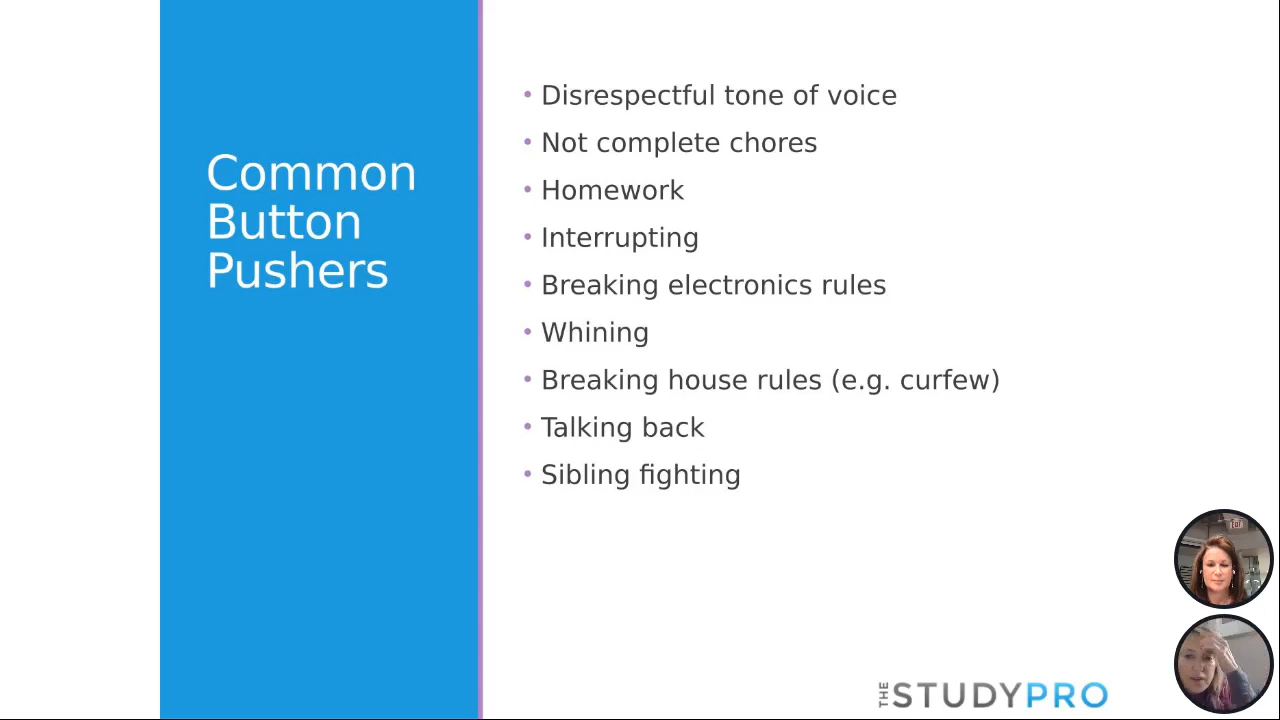 Common
Button
Pushers
• Disrespectful tone of voice
• Not complete chores
• Homework
• Interrupting
• Breaking electronics rules
• Whining
• Breaking house rules (e.g. curfew)
• Talking back
• Sibling fighting
THE STUDYPRO